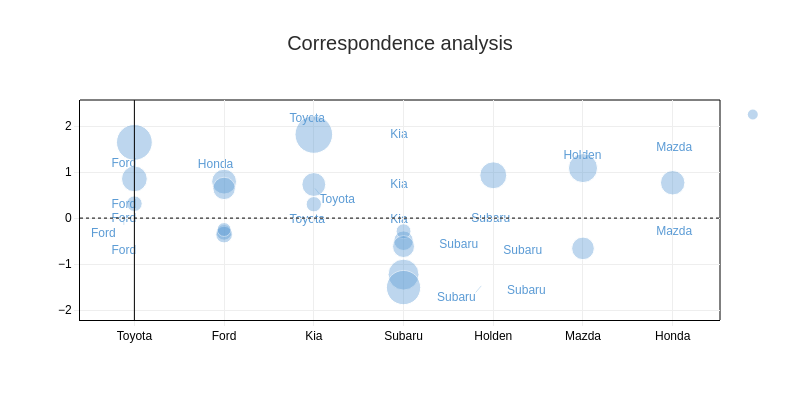 Correspondence analysis
Toyota Kia
2
Mazda
Ford Honda Holden
1
Kia
Toyota
Ford
Ford Toyota Kia Subaru
0
Ford
Subaru
Mazda
Ford Subaru
−1
Subaru Subaru
−2
Toyota Ford Kia Subaru Holden Mazda Honda